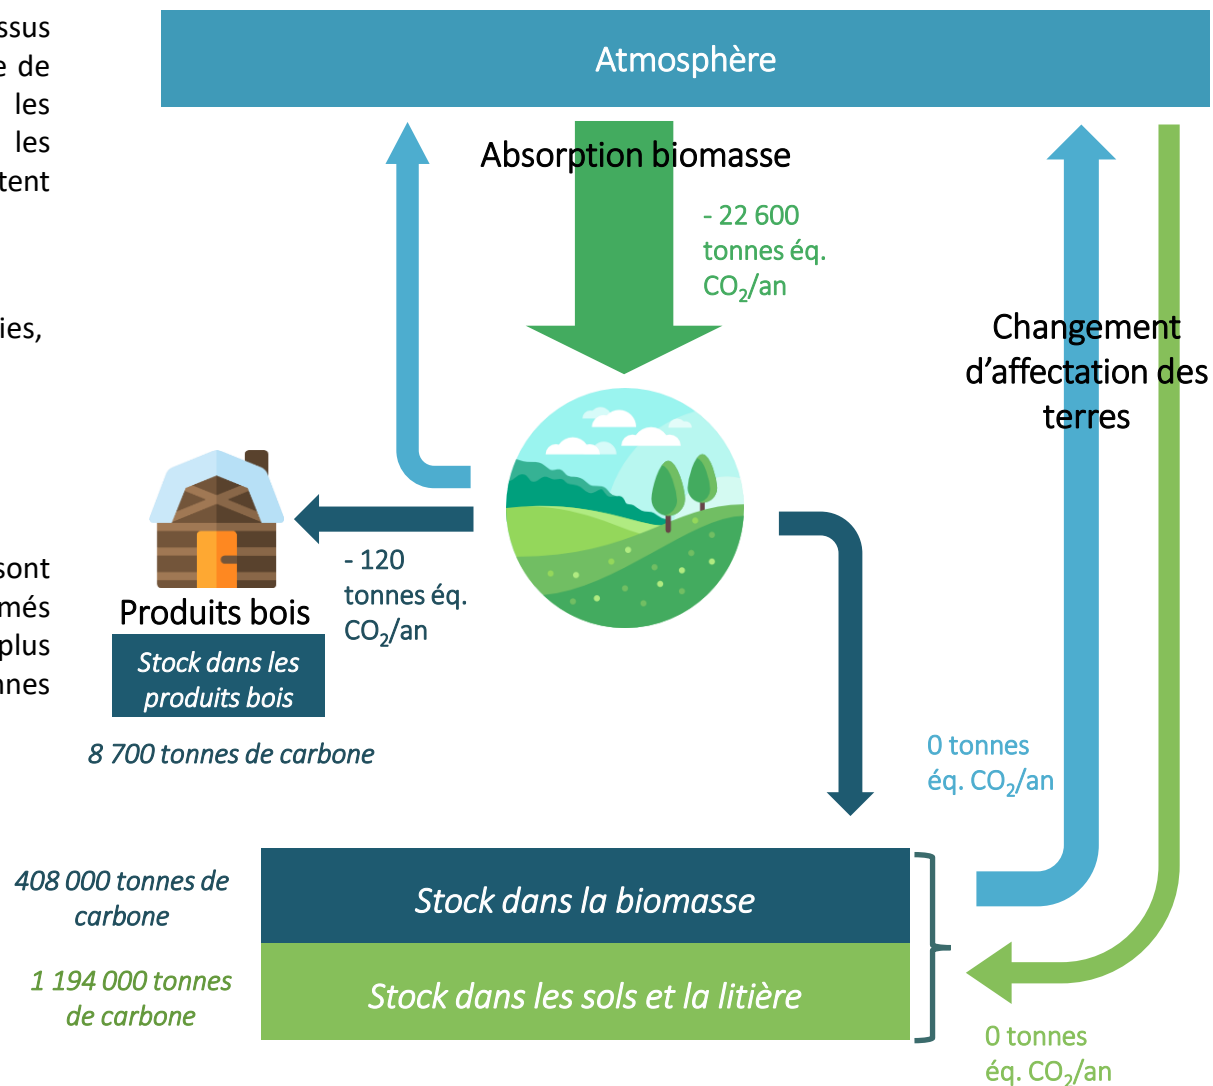 ssus
e de
les
les
tent
ies,
sont
més
plus
nnes
Atmosphère
Absorption biomasse
- 22 600
tonnes éq.
CO₂/an
Changement
d’affectation des
terres
- 120
tonnes éq.
CO₂/an
Produits bois
Stock dans les
produits bois
8 700 tonnes de carbone
0 tonnes
éq. CO₂/an
408 000 tonnes de
carbone
Stock dans la biomasse
1 194 000 tonnes
de carbone
Stock dans les sols et la litière
0 tonnes
éq. CO₂/an